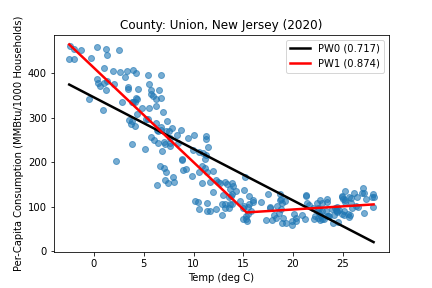 County: Union, New Jersey (2020)
PW0 (0.717)
PW1 (0.874)
Per-Capita Consumption (MMBtu/1000 Households)
400
300
200
100
0
0 5 10 15 20 25
Temp (deg C)